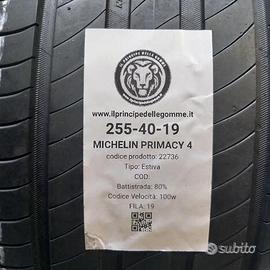 IL PRINCIPE DELLE GOMME
www.ilprincipedellegomme.it
255-40-19
MICHELIN PRIMACY 4
codice prodotto: 22736
Tipo: Estiva
COD:
Battistrada: 80%
Codice Velocità: 100w
FILA: 19
subito